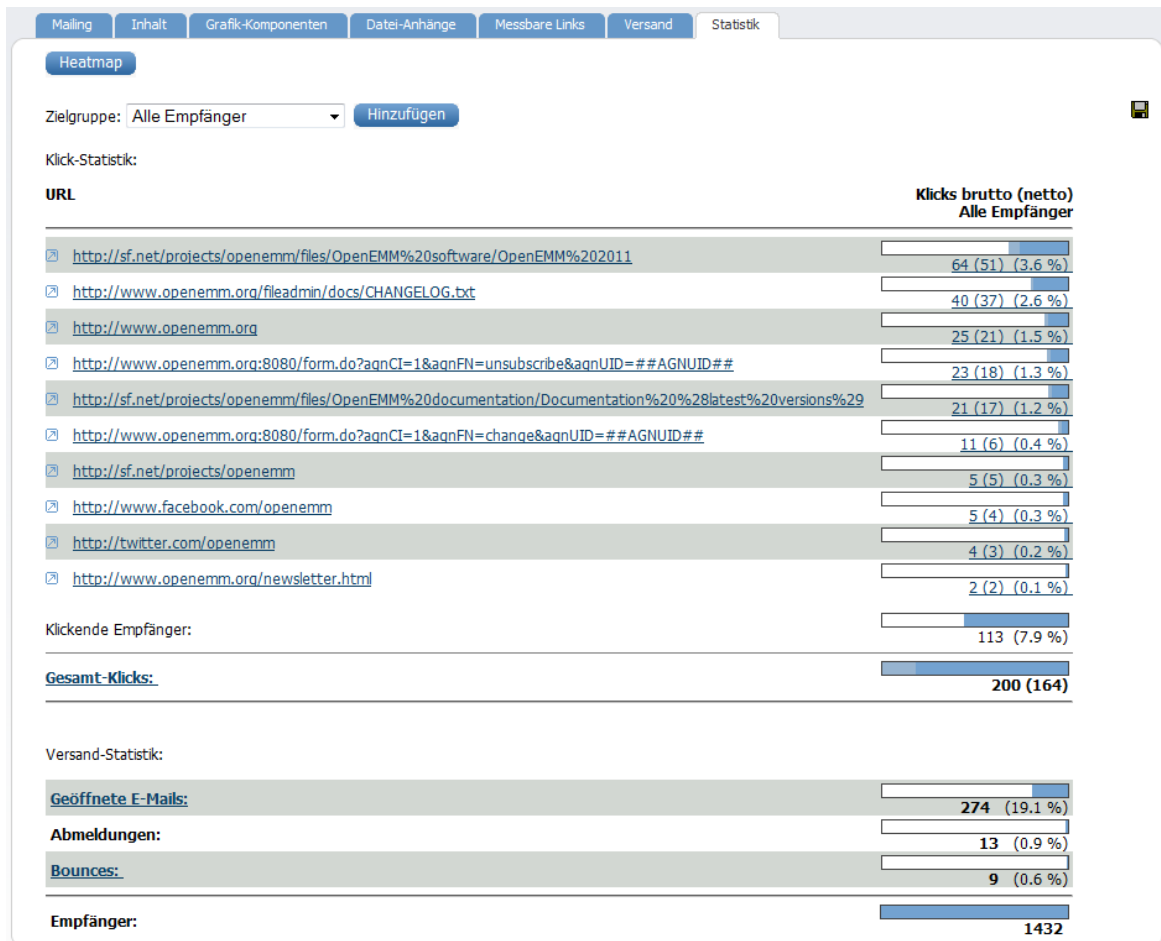 Mailing Inhalt Grafik-Komponenten Datei-Anhänge Messbare Links Versand Statistik
Heatmap
Zielgruppe: Alle Empfänger Hinzufügen
Klick-Statistik:
URL Klicks brutto (netto)
Alle Empfänger
http://sf.net/projects/openemm/files/OpenEMM%20software/OpenEMM%202011
64 (51) (3.6 %)
http://www.openemm.org/fileadmin/docs/CHANGELOG.txt
40 (37) (2.6 %)
http://www.openemm.org
25 (21) (1.5 %)
http://www.openemm.org:8080/form.do?agnCI=1&agnFN=unsubscribe&agnUID=##AGNUID##
23 (18) (1.3 %)
http://sf.net/projects/openemm/files/OpenEMM%20documentation/Documentation%20%28latest%20versions%29
21 (17) (1.2 %)
http://www.openemm.org:8080/form.do?agnCI=1&agnFN=change&agnUID=##AGNUID##
11 (6) (0.4 %)
http://sf.net/projects/openemm
5 (5) (0.3 %)
http://www.facebook.com/openemm
5 (4) (0.3 %)
http://twitter.com/openemm
4 (3) (0.2 %)
http://www.openemm.org/newsletter.html
2 (2) (0.1 %)
Klickende Empfänger:
113 (7.9 %)
Gesamt-Klicks:
200 (164)
Versand-Statistik:
Geöffnete E-Mails:
274 (19.1 %)
Abmeldungen:
13 (0.9 %)
Bounces:
9 (0.6 %)
Empfänger:
1432